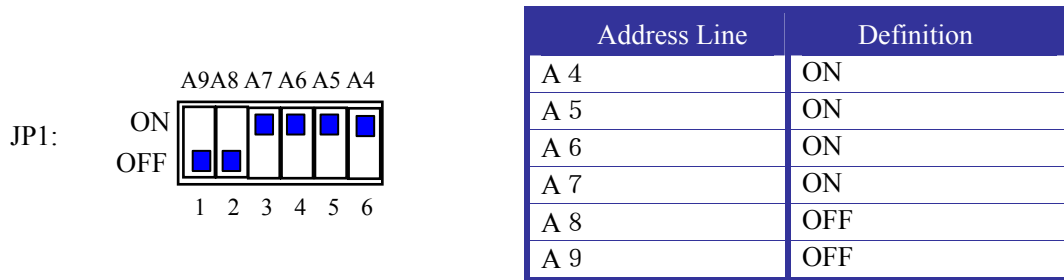 A9A8 A7 A6 A5 A4
JP1:
ON
OFF
1 2 3 4 5 6
Address Line Definition
A 4 ON
A 5 ON
A 6 ON
A 7 ON
A 8 OFF
A 9 OFF